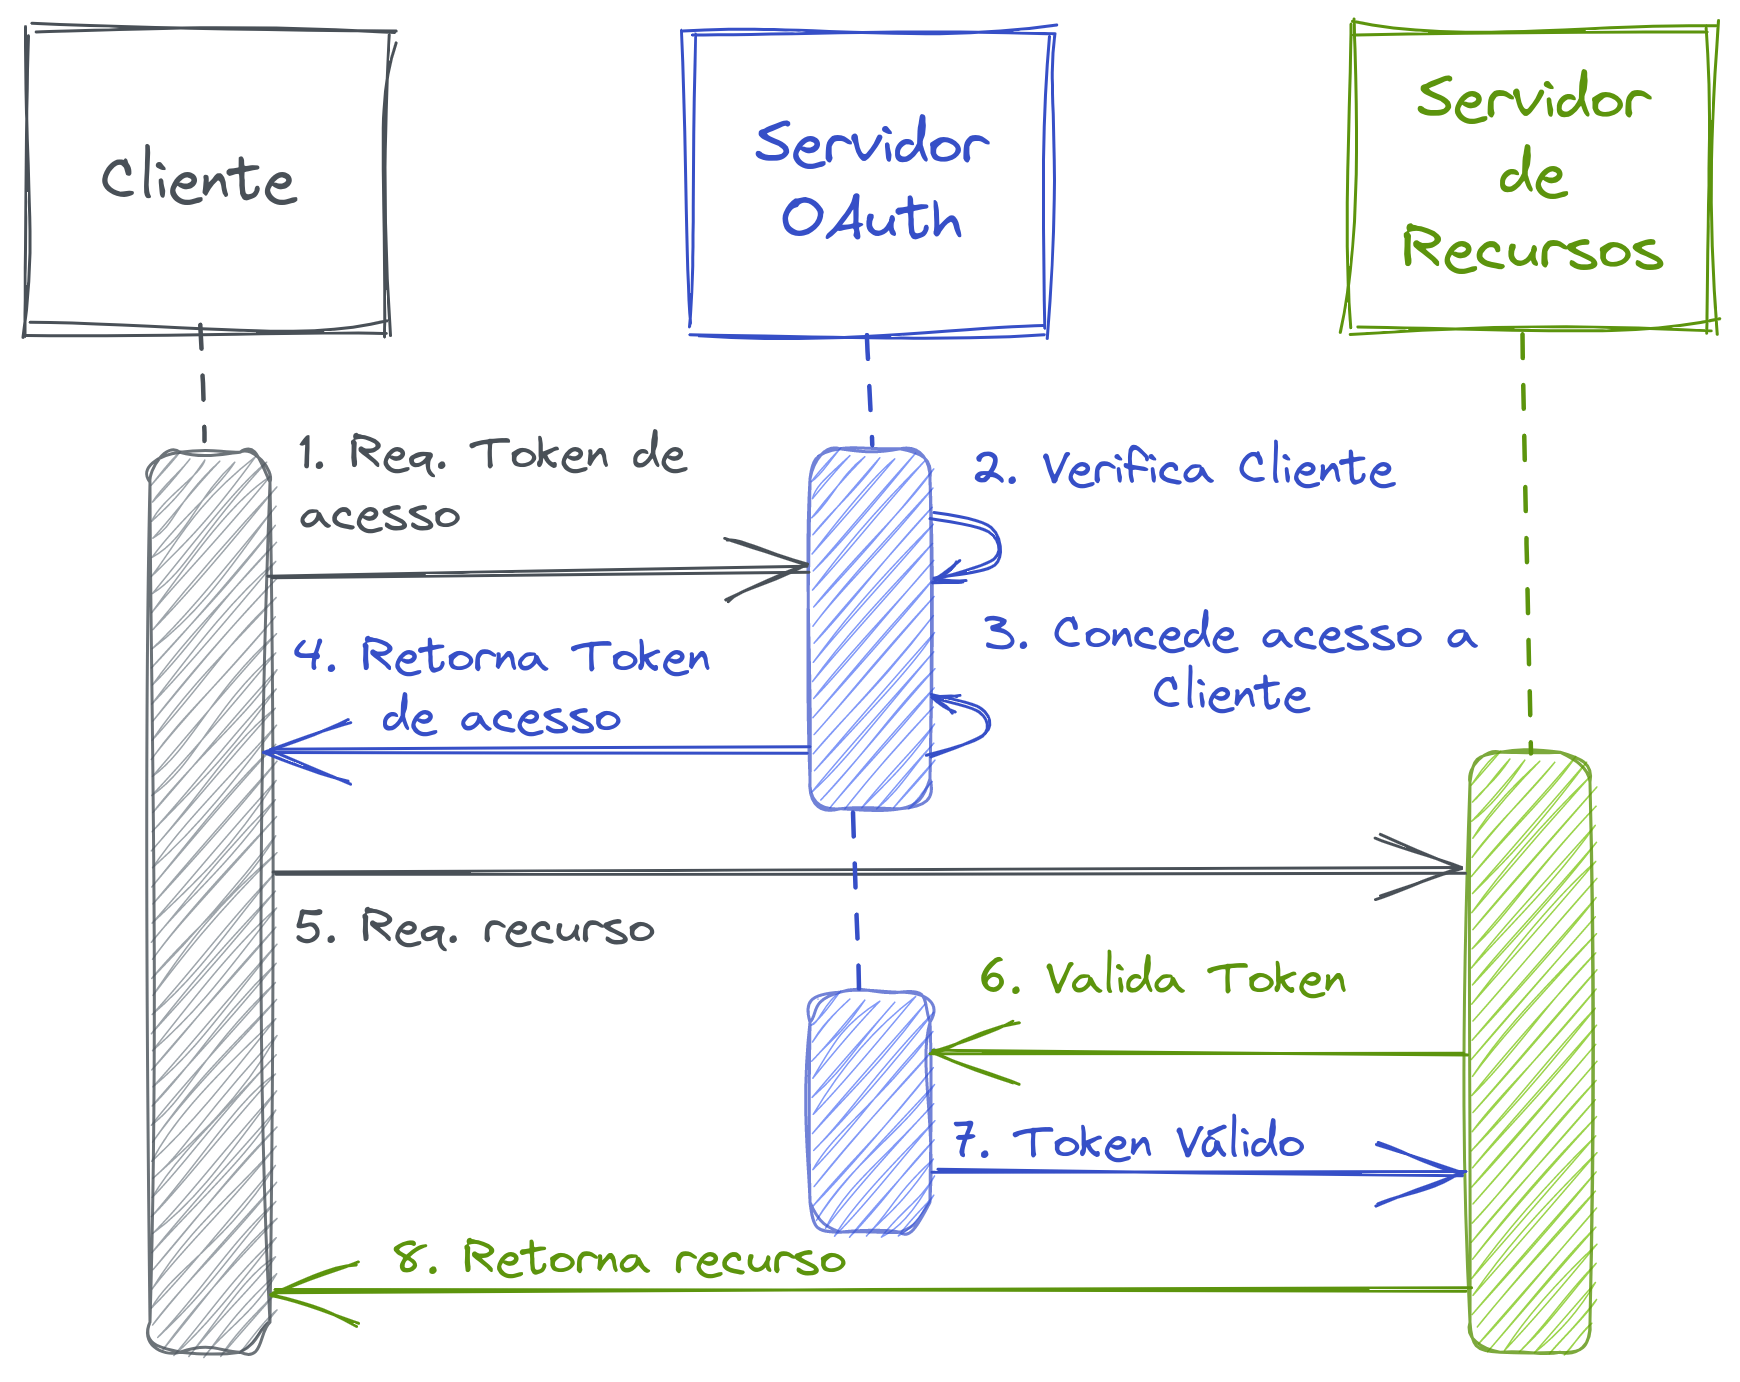 Cliente
Servidor
OAuth
Servidor
de
Recursos
1. Req. Token de
acesso
2. Verifica Cliente
3. Concede acesso a
Cliente
4. Retorna Token
de acesso
5. Req. recurso
6. Valida Token
7. Token Válido
8. Retorna recurso